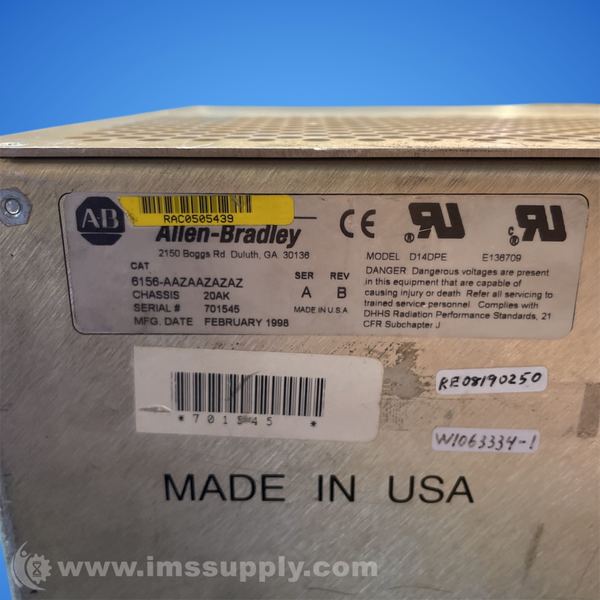 AB
RAC0505439
Allen-Bradley
2150 Boggs Rd. Duluth, GA. 30136
CAT
6156-AAZAAZAZAZ
CHASSIS 20AK
SERIAL # 701545
MFG. DATE FEBRUARY 1998
SER REV
A B
MADE IN U.S.A
CE
MODEL D14DPE E136709
DANGER Dangerous voltages are present
in this equipment that are capable of
causing injury or death. Refer all servicing to
trained service personnel. Complies with
DHHS Radiation Performance Standards, 21
CFR Subchapter J
*701545*
RE08190250
W1063334-1
MADE IN USA
www.imssupply.com